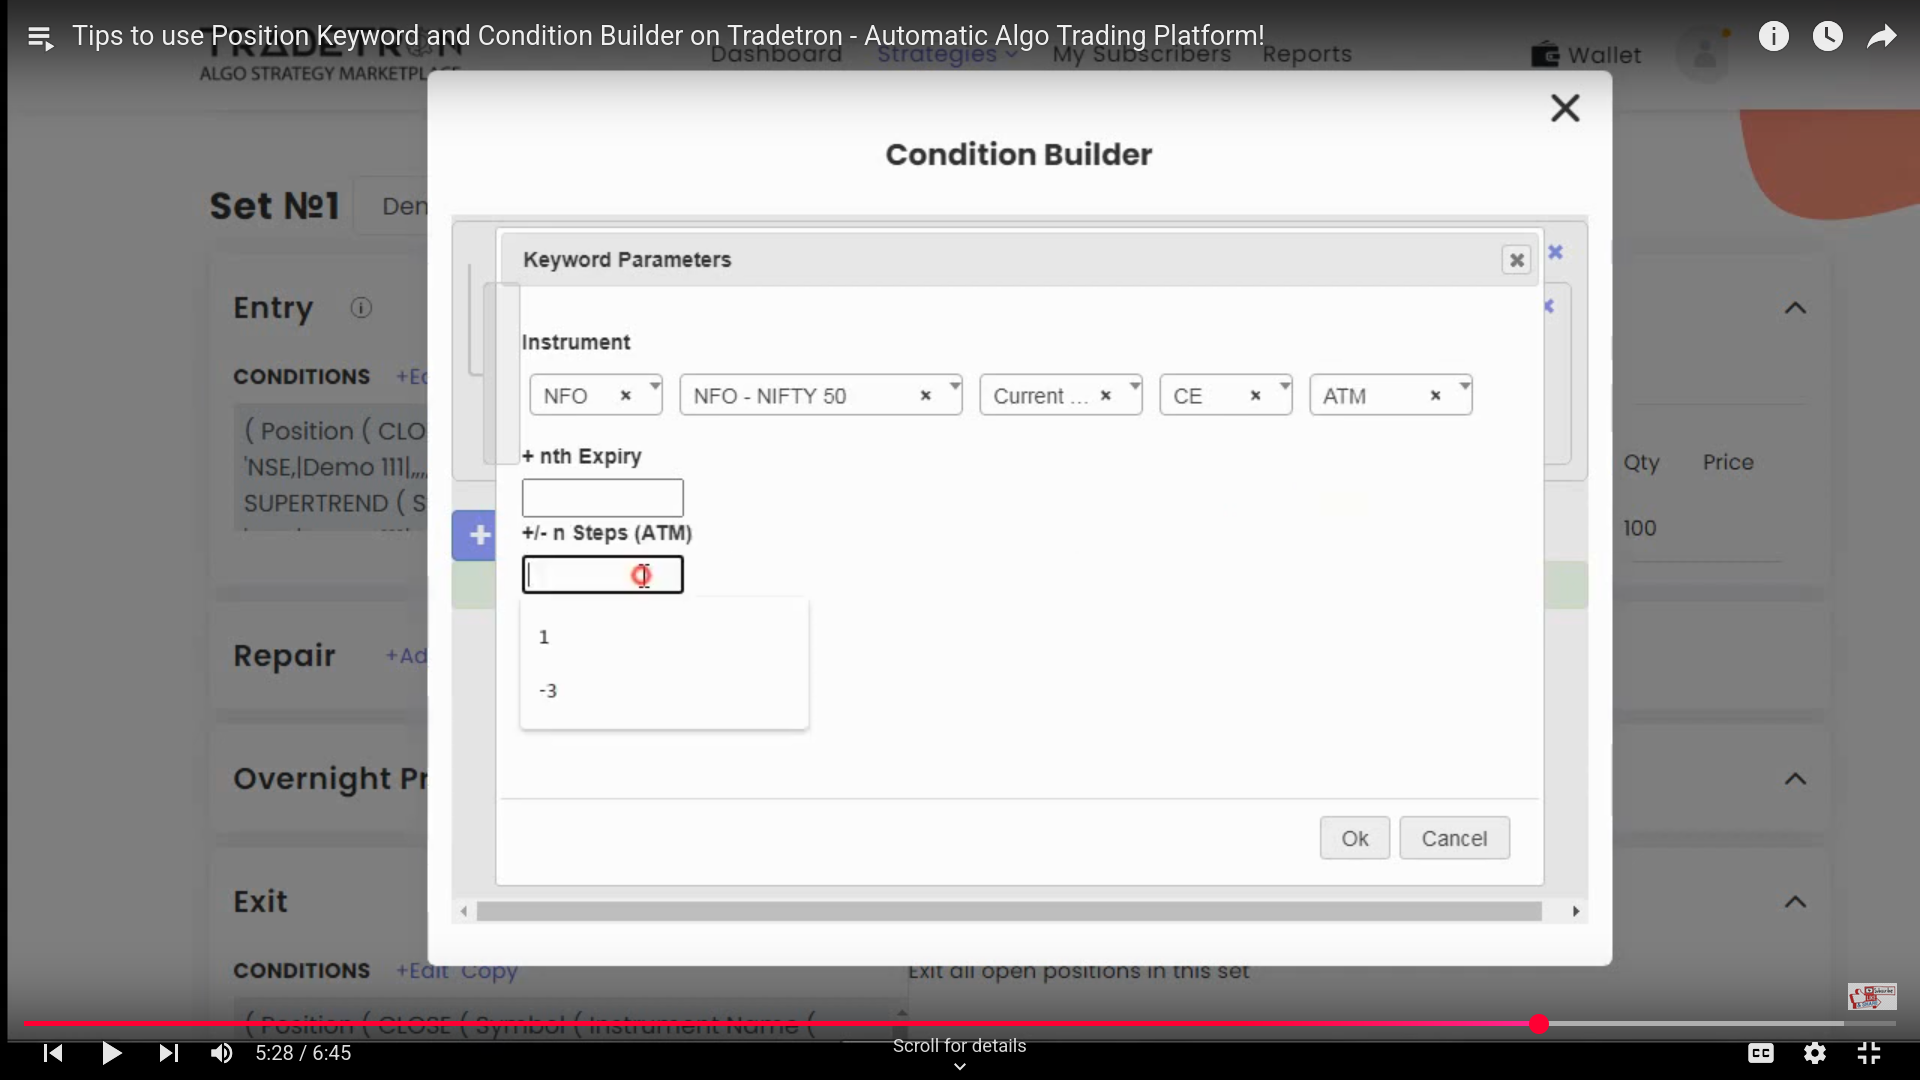 Tips to use Position Keyword and Condition Builder on Tradetron - Automatic Algo Trading Platform!
TRADETRON
ALGO STRATEGY MARKETPL
Dashboard Strategies My Subscribers Reports Wallet
Condition Builder
Set №1 Den
Keyword Parameters
Entry
Instrument
CONDITIONS +Ed
NFO × NFO - NIFTY 50 × Current ... × CE × ATM ×
( Position ( CLO
+ nth Expiry
'NSE,|Demo 111|,,,,
Qty Price
SUPERTREND ( S
+/- n Steps (ATM)
100
1
Repair +Ad
-3
Overnight Pr
Ok Cancel
Exit
CONDITIONS +Edit Copy
Exit all open positions in this set
( Position ( CLOSE ( Symbol ( Instrument Name (
5:28 / 6:45
Scroll for details
CC